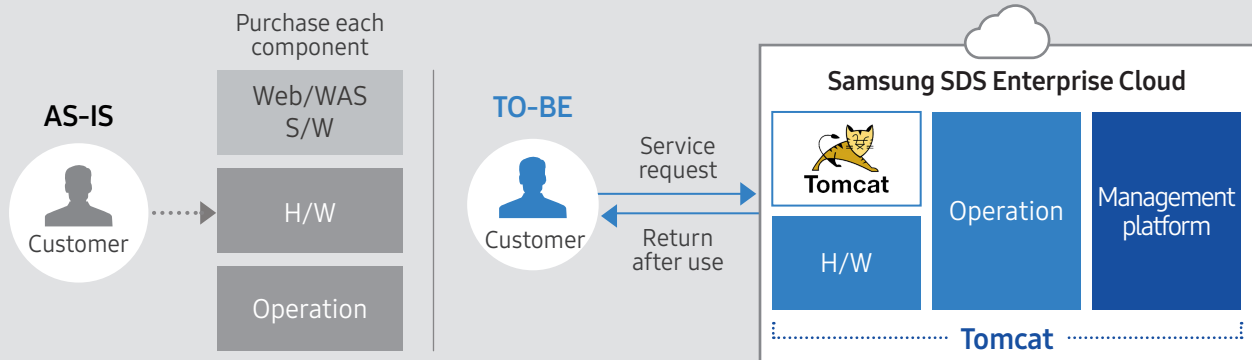 AS-IS
Customer
Purchase each
component
Web/WAS
S/W
H/W
Operation
TO-BE
Customer
Service
request
Return
after use
Samsung SDS Enterprise Cloud
Tomcat
H/W
Operation
Management
platform
Tomcat